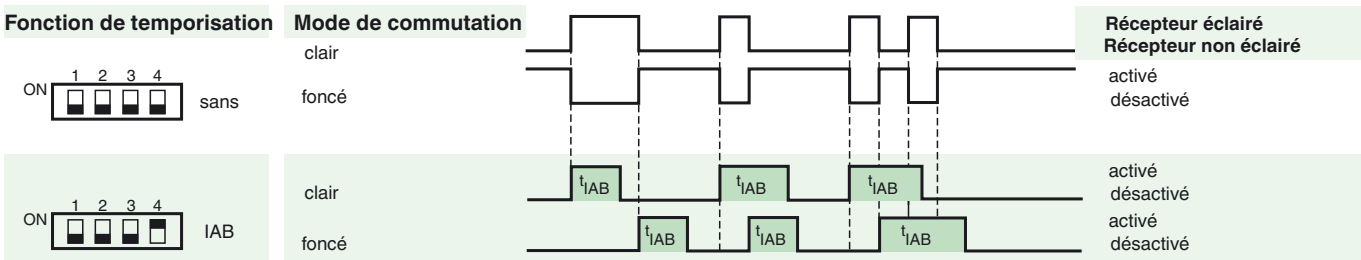 Fonction de temporisation
Mode de commutation
Récepteur éclairé
Récepteur non éclairé
clair
1 2 3 4
ON
sans
foncé
activé
désactivé
1 2 3 4
ON
IAB
clair
tIAB
tIAB
tIAB
activé
désactivé
foncé
tIAB
tIAB
tIAB
activé
désactivé